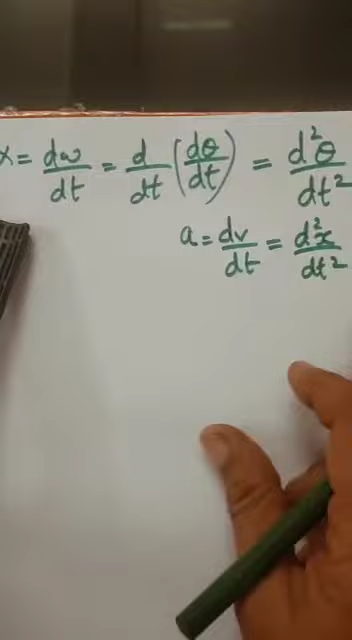 α = dω/dt = d/dt (dθ/dt) = d²θ/dt²
a = dv/dt = d²x/dt²